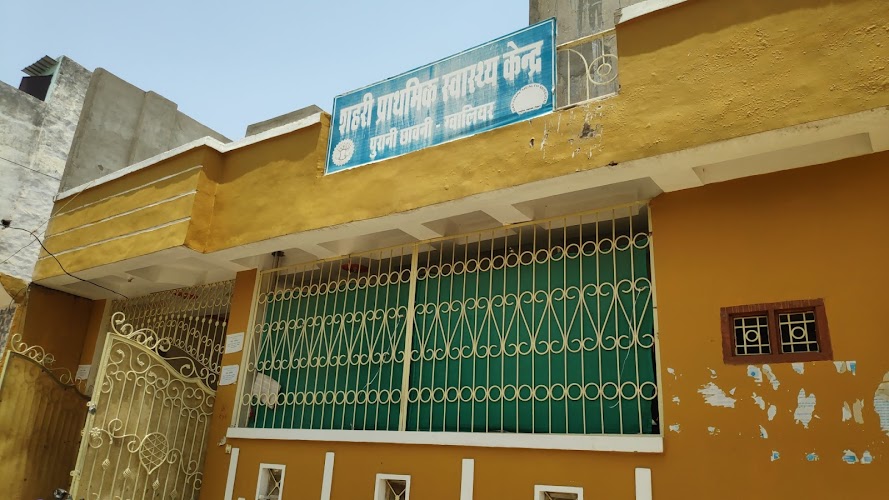 शहरी प्राथमिक स्वास्थ्य केन्द्र
पुरानी छावनी - ग्वालियर